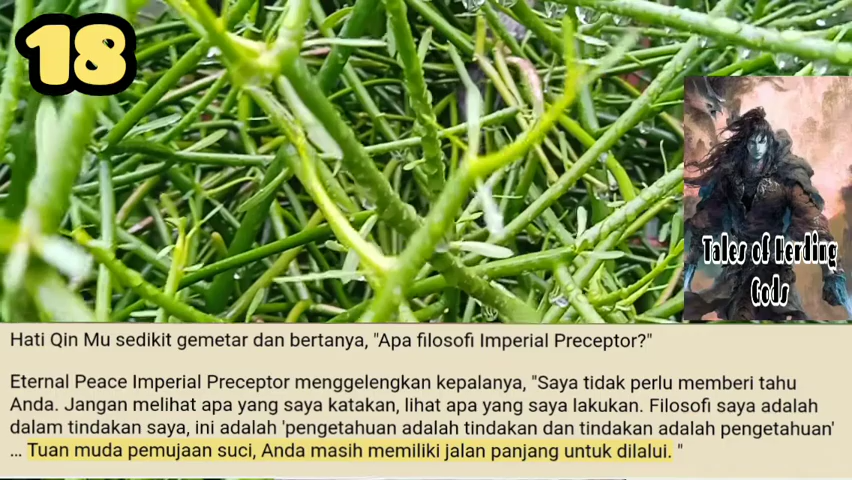 18
Tales of Herding
Gods
Hati Qin Mu sedikit gemetar dan bertanya, "Apa filosofi Imperial Preceptor?"
Eternal Peace Imperial Preceptor menggelengkan kepalanya, "Saya tidak perlu memberi tahu
Anda. Jangan melihat apa yang saya katakan, lihat apa yang saya lakukan. Filosofi saya adalah
dalam tindakan saya, ini adalah 'pengetahuan adalah tindakan dan tindakan adalah pengetahuan'
... Tuan muda pemujaan suci, Anda masih memiliki jalan panjang untuk dilalui. "